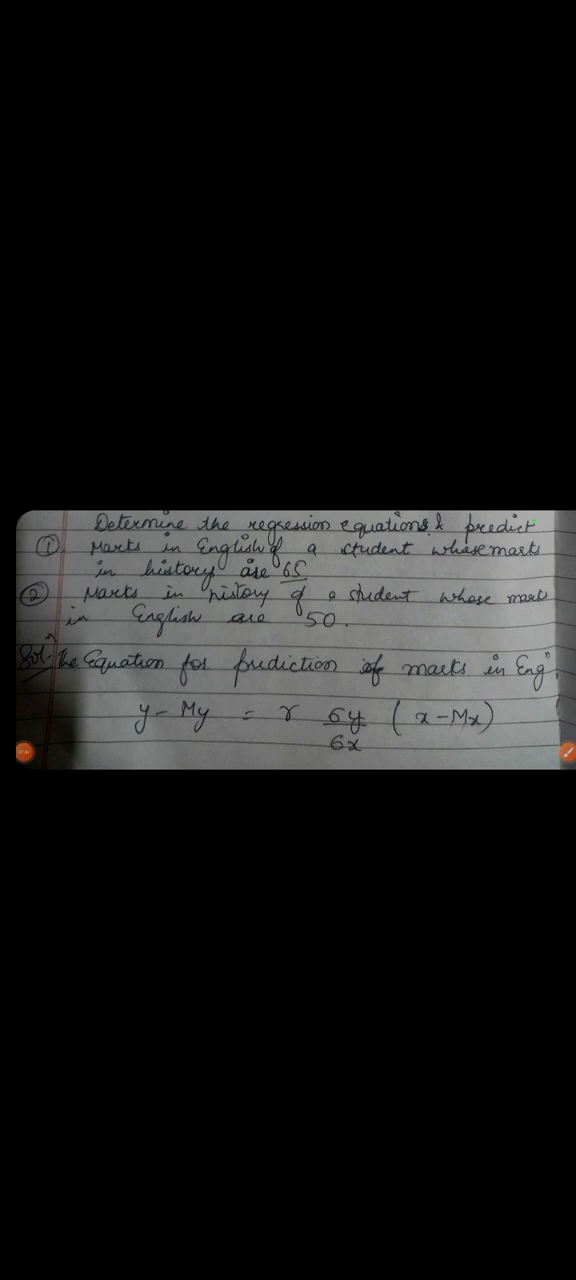 Determine the regression equations & predict
① Marks in English of a student whose marks
in history are 65
② Marks in history of a student whose marks
in English are 50.
Solⁿ The Equation for prediction of marks in Engⁿ.
y - My = r σy/σx (x - Mx)